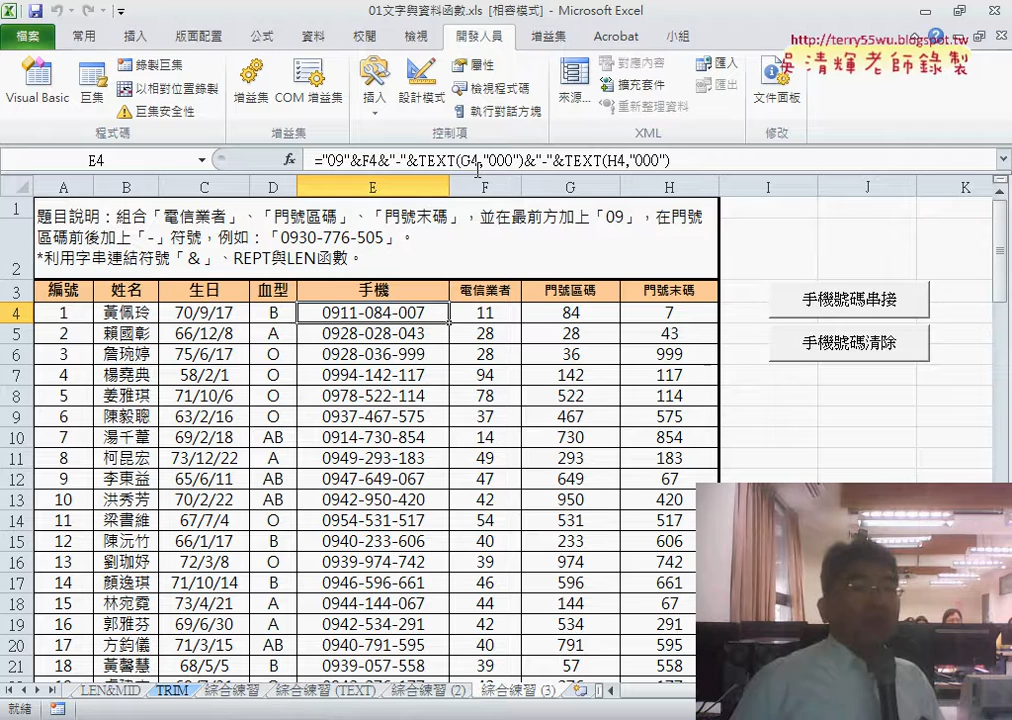 01文字與資料函數.xls [相容模式] - Microsoft Excel
檔案 常用 插入 版面配置 公式 資料 校閱 檢視 開發人員 增益集 Acrobat 小組
http://terry55wu.blogspot.tw
吳清輝老師錄製
Visual Basic 巨集 錄製巨集 以相對位置錄製 巨集安全性 增益集 COM 增益集 插入 設計模式 屬性 檢視程式碼 執行對話方塊 來源... 對應內容 擴充套件 重新整理資料 匯入 匯出 文件面板
程式碼 增益集 控制項 XML 修改
E4 fx ="09"&F4&"-"&TEXT(G4,"000")&"-"&TEXT(H4,"000")
A B C D E F G H I J K
1 題目說明：組合「電信業者」、「門號區碼」、「門號末碼」，並在最前方加上「09」，在門號
區碼前後加上「-」符號，例如：「0930-776-505」。
2 *利用字串連結符號「&」、REPT與LEN函數。
3 編號 姓名 生日 血型 手機 電信業者 門號區碼 門號末碼 手機號碼串接
4 1 黃佩玲 70/9/17 B 0911-084-007 11 84 7
5 2 賴國彰 66/12/8 A 0928-028-043 28 28 43 手機號碼清除
6 3 詹琬婷 75/6/17 O 0928-036-999 28 36 999
7 4 楊堯典 58/2/1 O 0994-142-117 94 142 117
8 5 姜雅琪 71/10/6 O 0978-522-114 78 522 114
9 6 陳毅聰 63/2/16 O 0937-467-575 37 467 575
10 7 湯千葦 69/2/18 AB 0914-730-854 14 730 854
11 8 柯昆宏 73/12/22 A 0949-293-183 49 293 183
12 9 李東益 65/6/11 AB 0947-649-067 47 649 67
13 10 洪秀芳 70/2/22 AB 0942-950-420 42 950 420
14 11 梁書維 67/7/4 O 0954-531-517 54 531 517
15 12 陳沅竹 66/1/17 B 0940-233-606 40 233 606
16 13 劉珈妤 72/3/8 O 0939-974-742 39 974 742
17 14 顏逸琪 71/10/14 B 0946-596-661 46 596 661
18 15 林宛霓 73/4/21 A 0944-144-067 44 144 67
19 16 郭雅芬 69/6/30 A 0942-534-291 42 534 291
20 17 方鈞儀 71/3/15 AB 0940-791-595 40 791 595
21 18 黃馨慧 68/5/5 B 0939-057-558 39 57 558
LEN&MID TRIM 綜合練習 綜合練習 (TEXT) 綜合練習 (2) 綜合練習 (3)
就緒